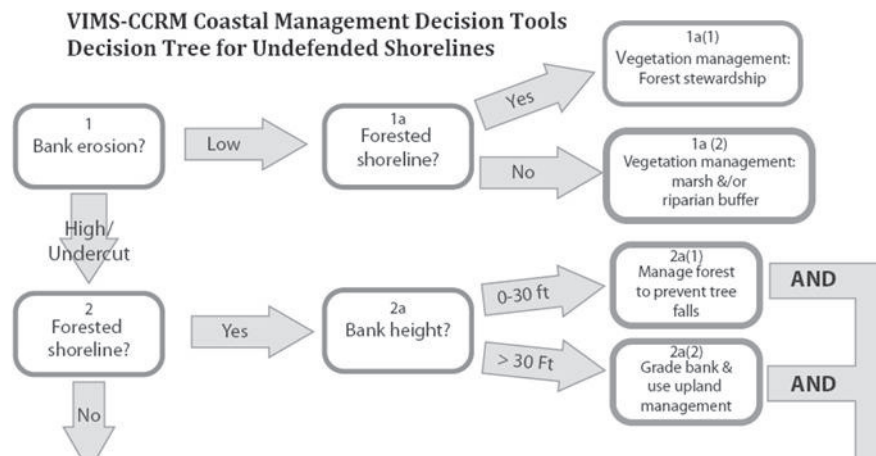 VIMS-CCRM Coastal Management Decision Tools
Decision Tree for Undefended Shorelines
1
Bank erosion?
Low
1a
Forested
shoreline?
Yes
1a(1)
Vegetation management:
Forest stewardship
No
1a (2)
Vegetation management:
marsh &/or
riparian buffer
High/
Undercut
2
Forested
shoreline?
Yes
2a
Bank height?
0-30 ft
2a(1)
Manage forest
to prevent tree
falls
AND
> 30 Ft
2a(2)
Grade bank &
use upland
management
AND
No